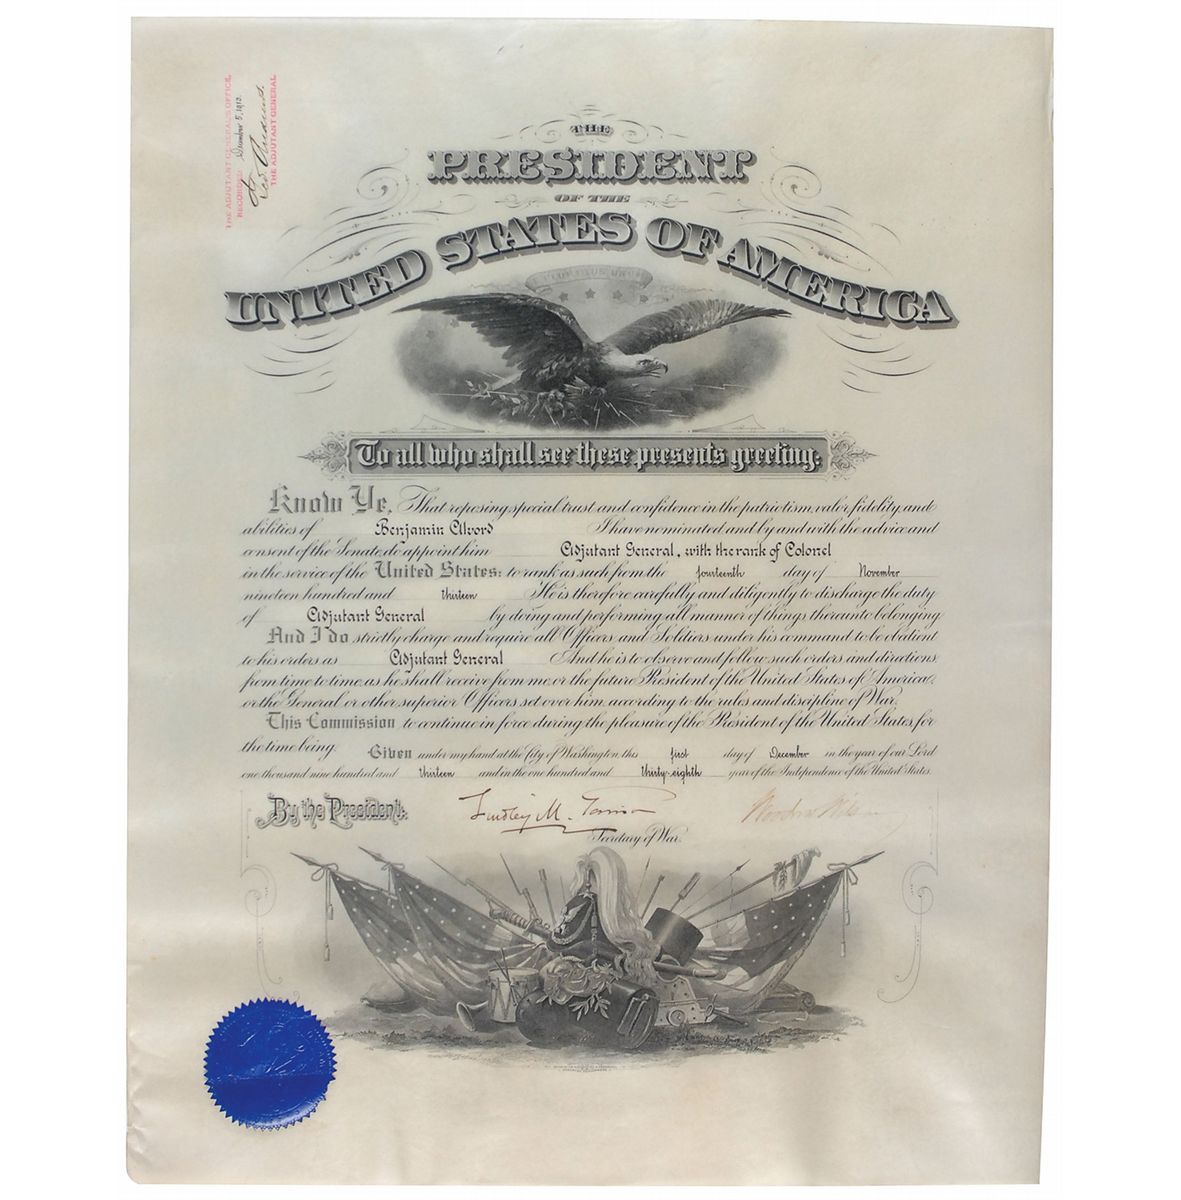 THE ADJUTANT GENERAL'S OFFICE,
RECORDED December 5, 1913.
THE ADJUTANT GENERAL
THE
PRESIDENT
OF THE
UNITED STATES OF AMERICA
To all who shall see these presents greeting:
Know Ye, That reposing special trust and confidence in the patriotism, valor, fidelity, and
abilities of Benjamin Alvord I have nominated and by and with the advice and
consent of the Senate, do appoint him Adjutant General, with the rank of Colonel
in the service of the United States: to rank as such from the fourteenth day of November
nineteen hundred and thirteen He is therefore carefully and diligently to discharge the duty
of Adjutant General by doing and performing all manner of things thereunto belonging.
And I do strictly charge and require all Officers and Soldiers under his command to be obedient
to his orders as Adjutant General And he is to observe and follow such orders and directions
from time to time, as he shall receive from me, or the future President of the United States of America,
or the General or other superior Officers set over him, according to the rules and discipline of War.
This Commission to continue in force during the pleasure of the President of the United States for
the time being. Given under my hand at the City of Washington, this first day of December in the year of our Lord
one thousand nine hundred and thirteen and in the one hundred and thirty-eighth year of the Independence of the United States.
By the President: Lindley M. Garrison Woodrow Wilson
Secretary of War.